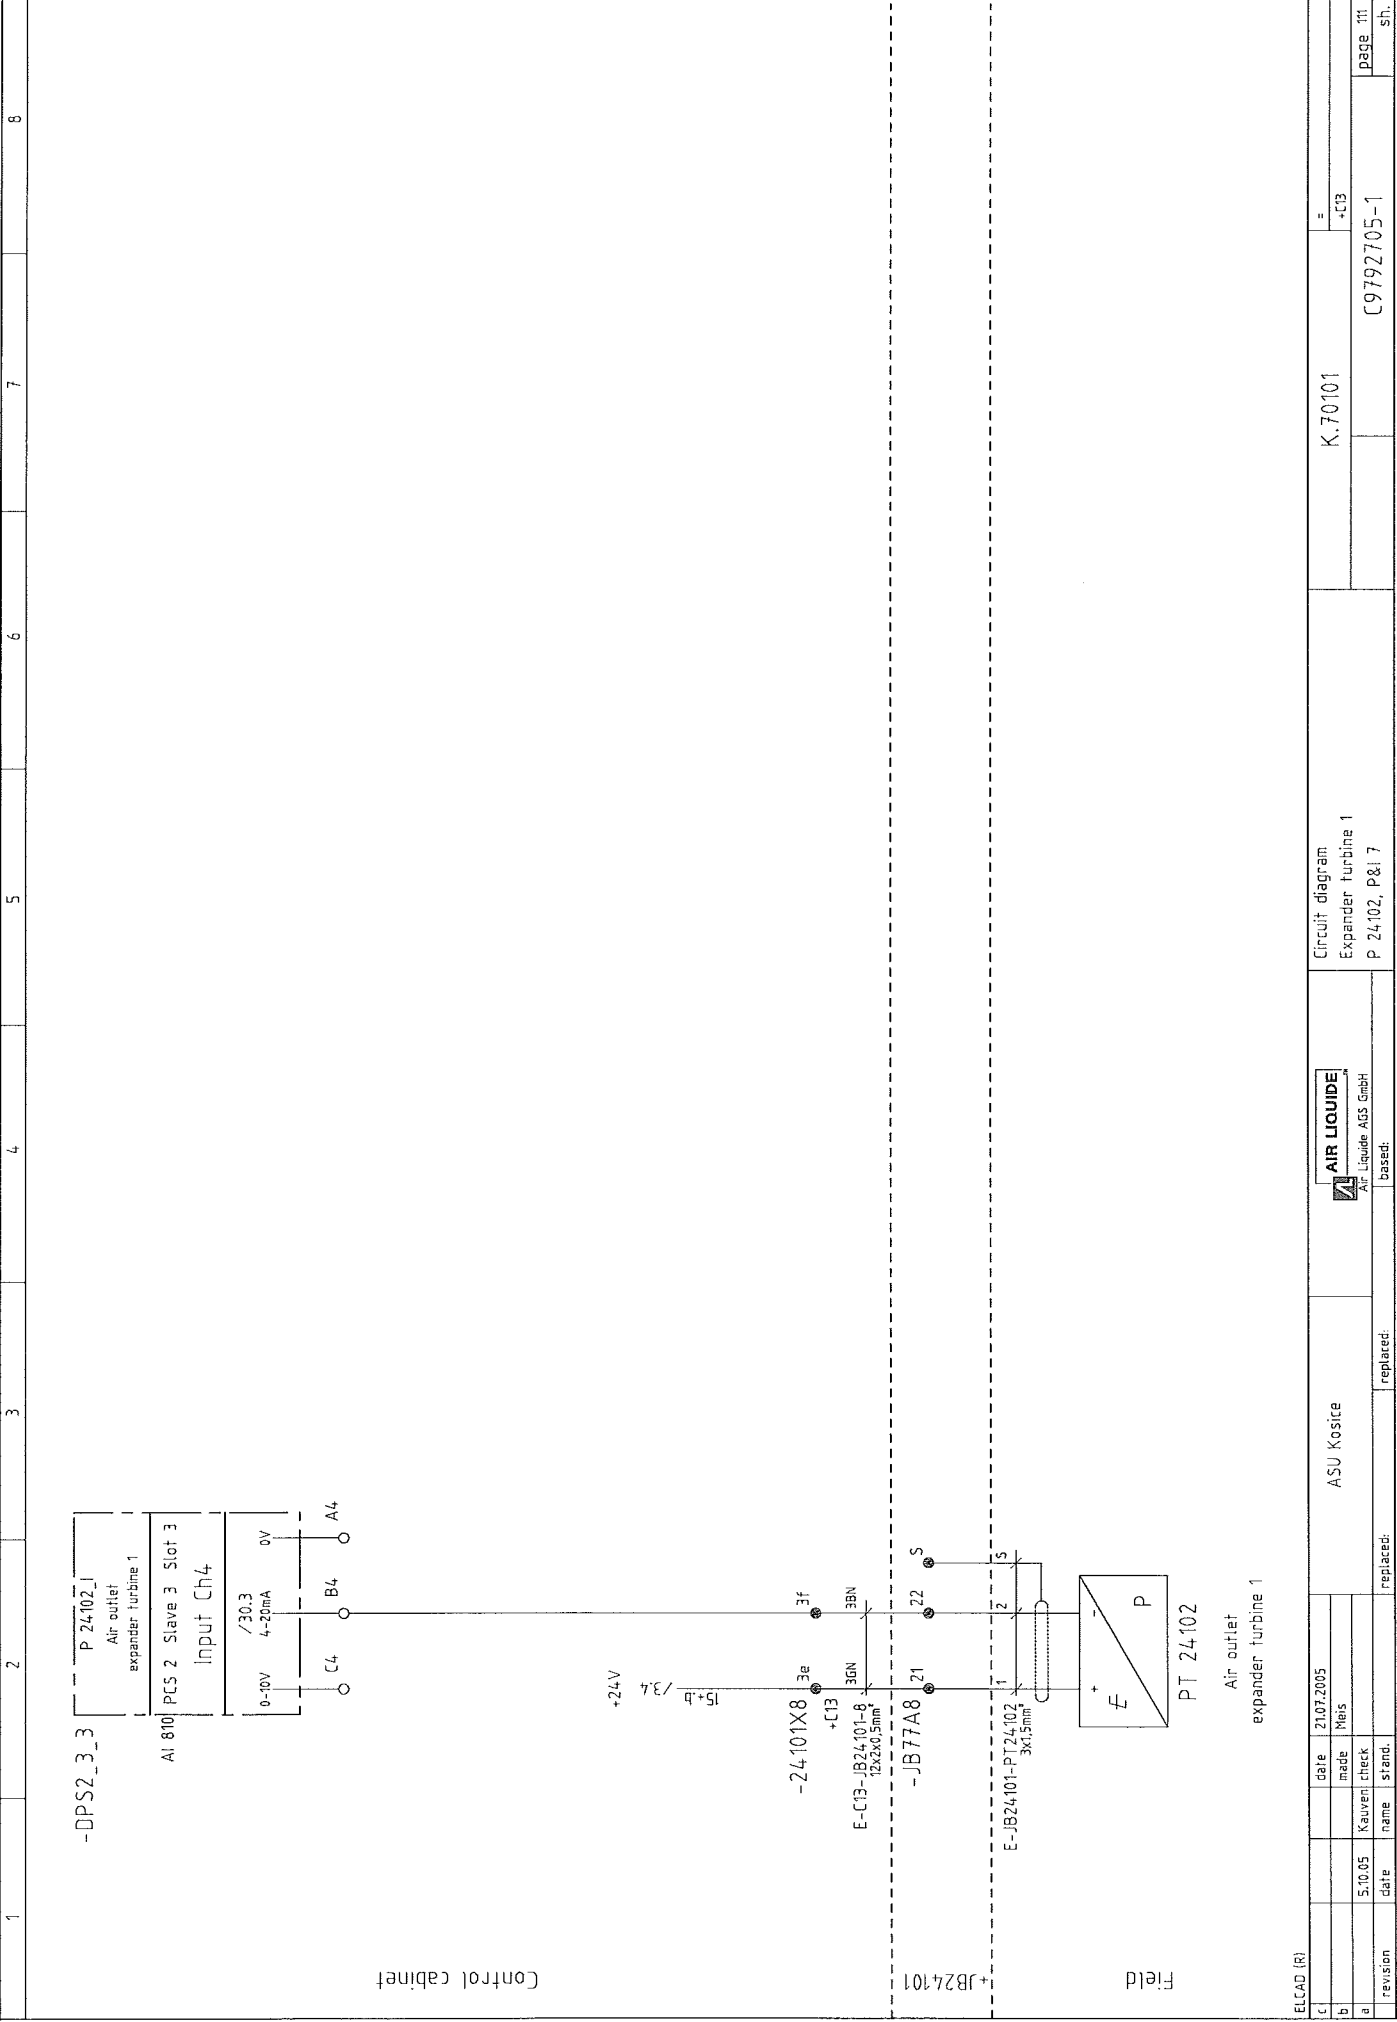 1
2
3
4
5
6
7
8
-DPS2_3_3
P 24102_I
Air outlet
expander turbine 1
AI 810
PCS 2 Slave 3 Slot 3
Input Ch4
/30.3
0-10V
4-20mA
0V
C4
B4
A4
Control cabinet
+24V
/3.4
15+.b
-24101X8
3e
3f
+C13
3GN
3BN
E-C13-JB24101-8
12x2x0,5mm²
+JB24101
-JB77A8
21
22
S
E-JB24101-PT24102
3x1,5mm²
1
2
S
Field
+
-
E
P
PT 24102
Air outlet
expander turbine 1
ELCAD (R)
c
b
a
revision
5.10.05
date
Kauven
name
date
made
check
stand.
21.07.2005
Meis
ASU Kosice
replaced:
replaced:
based:
AIR LIQUIDE
TM
Air Liquide AGS GmbH
Circuit diagram
Expander turbine 1
P 24102, P&I 7
K.70101
=
+C13
C9792705-1
page 111
sh.